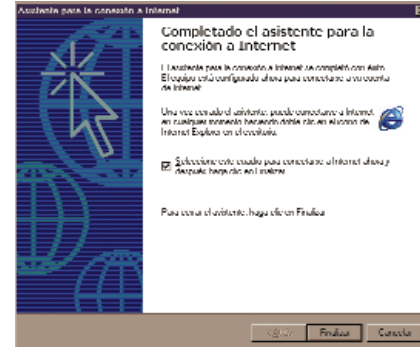 Asistente para la conexión a Internet
Completado el asistente para la
conexión a Internet
El asistente para la conexión a Internet se completó con éxito.
El equipo está configurado ahora para conectarse a su cuenta
de Internet.
Una vez cerrado el asistente, puede conectarse a Internet
en cualquier momento haciendo doble clic en el icono de
Internet Explorer en el escritorio.
Seleccione este cuadro para conectarse a Internet ahora y
después haga clic en Finalizar
Para cerrar el asistente, haga clic en Finalizar
< Atrás
Finalizar
Cancelar